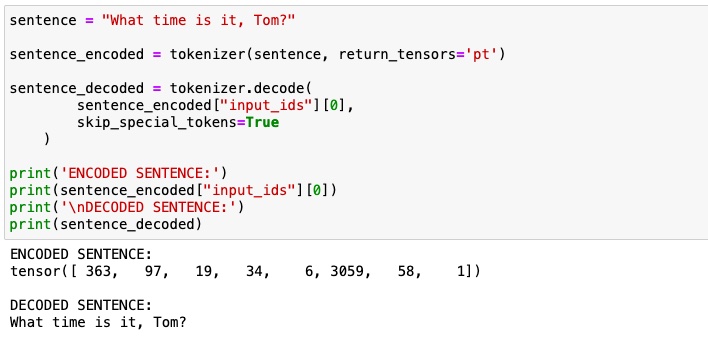 sentence = "What time is it, Tom?"
sentence_encoded = tokenizer(sentence, return_tensors='pt')
sentence_decoded = tokenizer.decode(
        sentence_encoded["input_ids"][0],
        skip_special_tokens=True
    )
print('ENCODED SENTENCE:')
print(sentence_encoded["input_ids"][0])
print('\nDECODED SENTENCE:')
print(sentence_decoded)
ENCODED SENTENCE:
tensor([ 363,   97,   19,   34,    6, 3059,   58,    1])
DECODED SENTENCE:
What time is it, Tom?